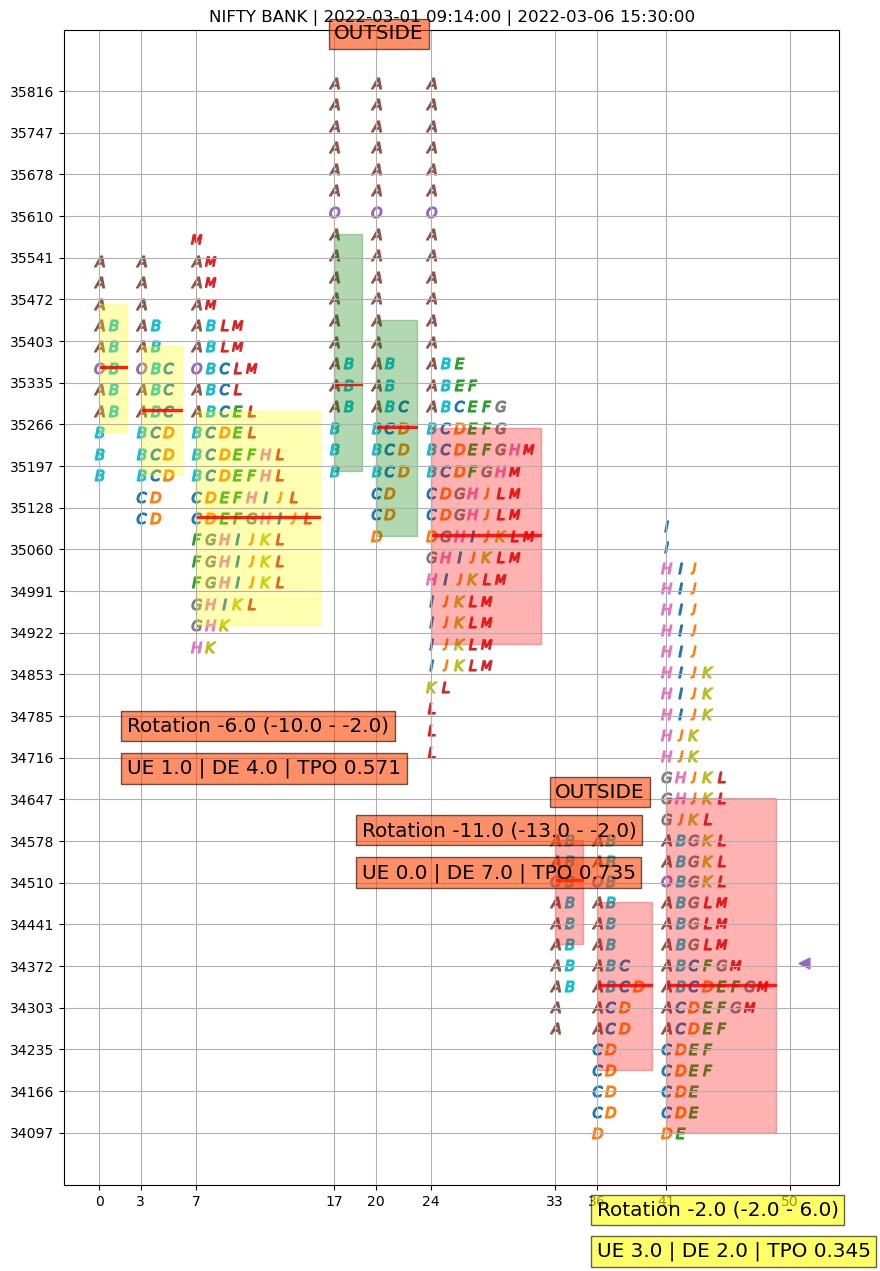 NIFTY BANK | 2022-03-01 09:14:00 | 2022-03-06 15:30:00
OUTSIDE
A A A
35816
A A A
A A A
35747
A A A
A A A
35678
A A A
O O O
35610
M A A A
35541 A A A M A A A
A A A M A A A
35472 A A A M A A A
A B A B A B L M A A A
35403 A B A B A B L M A A A
O B O B C O B C L M A B A B A B E
35335 A B A B C A B C L A B A B A B E F
A B A B C A B C E L A B A B C A B C E F G
35266 B B C D B C D E L B B C D B C D E F G
B B C D B C D E F H L B B C D B C D E F G H M
35197 B B C D B C D E F H L B B C D B C D F G H M
C D C D E F H I J L C D C D G H J L M
35128 C D C D E F G H I J L C D C D G H J L M
I
F G H I J K L D D G H I J K L M
35060 I
F G H I J K L G H I J K L M
H I J
F G H I J K L H I J K L M
34991 H I J
G H I K L I J K L M
H I J
34922 G H K I J K L M
H I J
H K I J K L M
H I J
34853 I J K L M
H I J K
K L
H I J K
34785 L
H I J K
Rotation -6.0 (-10.0 - -2.0)
L H J K
34716 L H J K
UE 1.0 | DE 4.0 | TPO 0.571
G H J K L
OUTSIDE
34647 G H J K L
G J K L
Rotation -11.0 (-13.0 - -2.0)
34578 A B A B A B G K L
A B A B A B G K L
UE 0.0 | DE 7.0 | TPO 0.735
34510 O B O B O B G K L
A B A B A B G L M
34441 A B A B A B G L M
A B A B A B G L M
34372 A B A B C A B C F G M
A B A B C D A B C D E F G M
34303 A A C D A C D E F G M
A A C D A C D E F
34235 C D C D E F
C D C D E F
34166 C D C D E
C D C D E
34097 D D E
0 3 7 17 20 24 33 36 41 50
Rotation -2.0 (-2.0 - 6.0)
UE 3.0 | DE 2.0 | TPO 0.345